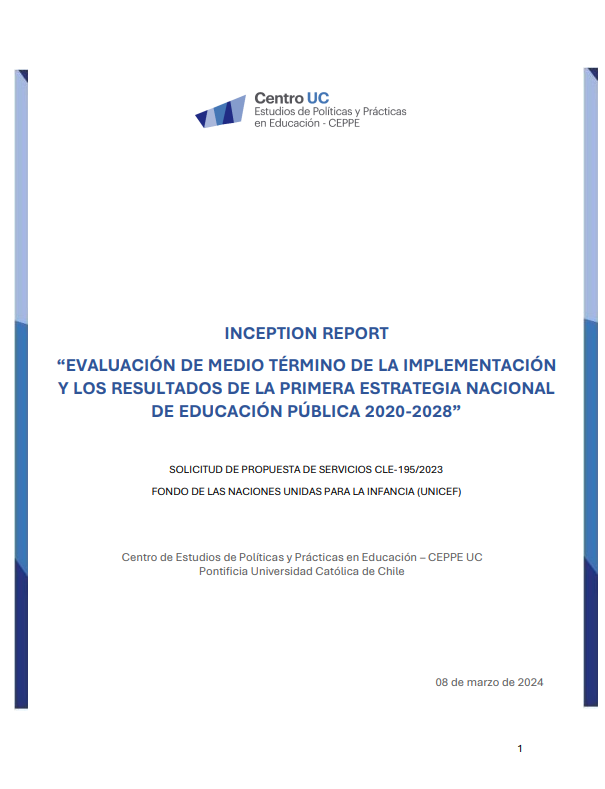 Centro UC
Estudios de Políticas y Prácticas
en Educación - CEPPE
INCEPTION REPORT
“EVALUACIÓN DE MEDIO TÉRMINO DE LA IMPLEMENTACIÓN
Y LOS RESULTADOS DE LA PRIMERA ESTRATEGIA NACIONAL
DE EDUCACIÓN PÚBLICA 2020-2028”
SOLICITUD DE PROPUESTA DE SERVICIOS CLE-195/2023
FONDO DE LAS NACIONES UNIDAS PARA LA INFANCIA (UNICEF)
Centro de Estudios de Políticas y Prácticas en Educación – CEPPE UC
Pontificia Universidad Católica de Chile
08 de marzo de 2024
1